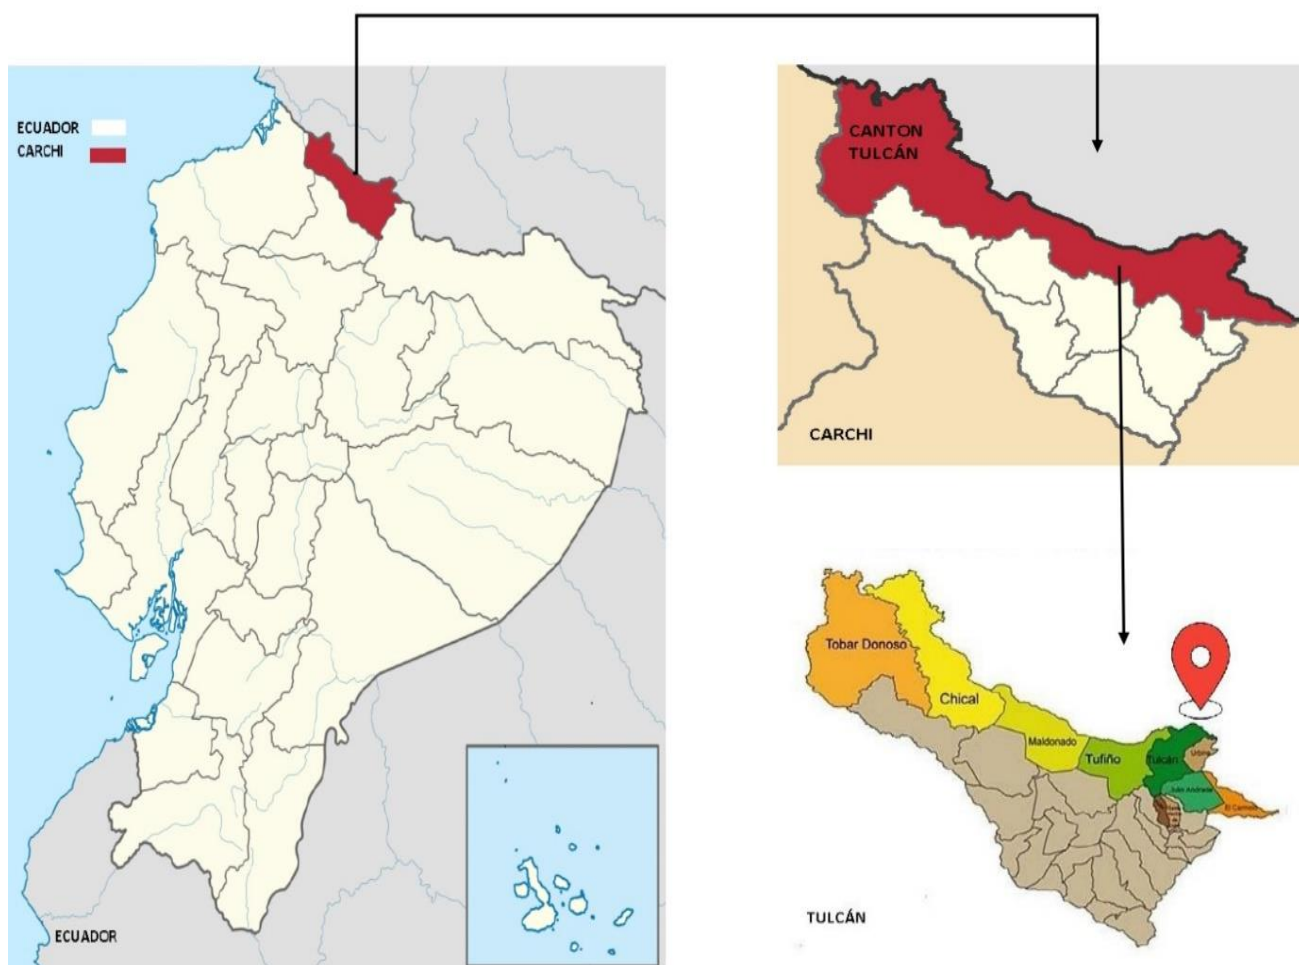 ECUADOR
CARCHI
ECUADOR
CANTON
TULCÁN
CARCHI
Tobar Donoso
Chical
Maldonado
Tufiño
Tulcán
Urbina
Julio Andrade
El Carmelo
TULCÁN